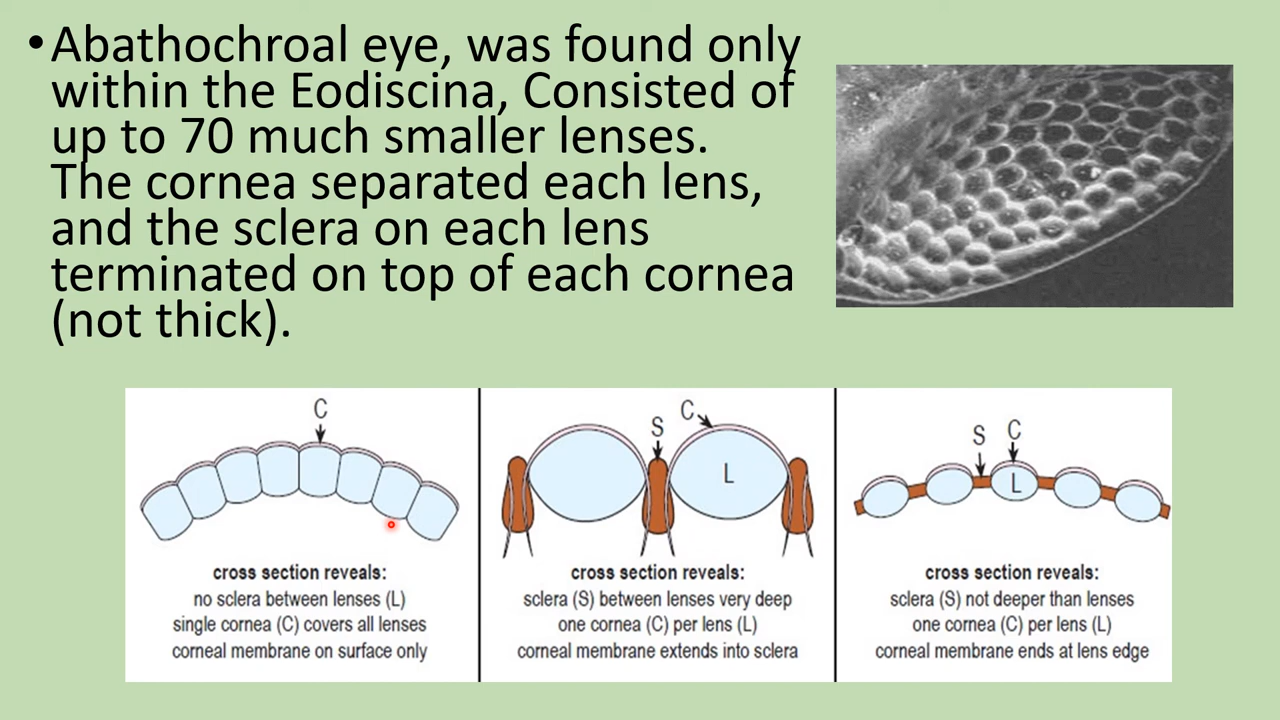 •Abathochroal eye, was found only
within the Eodiscina, Consisted of
up to 70 much smaller lenses.
The cornea separated each lens,
and the sclera on each lens
terminated on top of each cornea
(not thick).
C
cross section reveals:
no sclera between lenses (L)
single cornea (C) covers all lenses
corneal membrane on surface only
S
C
L
cross section reveals:
sclera (S) between lenses very deep
one cornea (C) per lens (L)
corneal membrane extends into sclera
S
C
L
cross section reveals:
sclera (S) not deeper than lenses
one cornea (C) per lens (L)
corneal membrane ends at lens edge